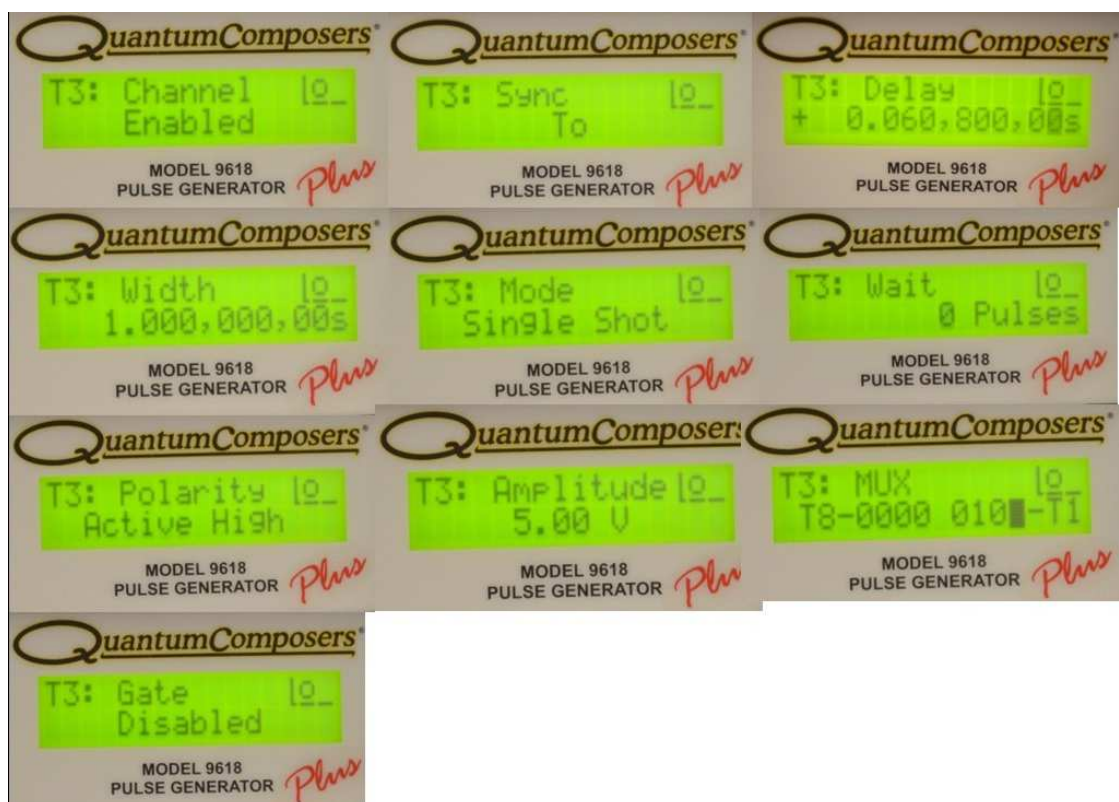 QuantumComposers
T3: Channel
Enabled
MODEL 9618
PULSE GENERATOR Plus
QuantumComposers
T3: Sync
To
MODEL 9618
PULSE GENERATOR Plus
QuantumComposers
T3: Delay
+ 0.060,800,00s
MODEL 9618
PULSE GENERATOR Plus
QuantumComposers
T3: Width
1.000,000,00s
MODEL 9618
PULSE GENERATOR Plus
QuantumComposers
T3: Mode
Single Shot
MODEL 9618
PULSE GENERATOR Plus
QuantumComposers
T3: Wait
0 Pulses
MODEL 9618
PULSE GENERATOR Plus
QuantumComposers
T3: Polarity
Active High
MODEL 9618
PULSE GENERATOR Plus
QuantumComposers
T3: Amplitude
5.00 V
MODEL 9618
PULSE GENERATOR Plu
QuantumComposers
T3: MUX
T8-0000 010█-T1
MODEL 9618
PULSE GENERATOR Plus
QuantumComposers
T3: Gate
Disabled
MODEL 9618
PULSE GENERATOR Plus